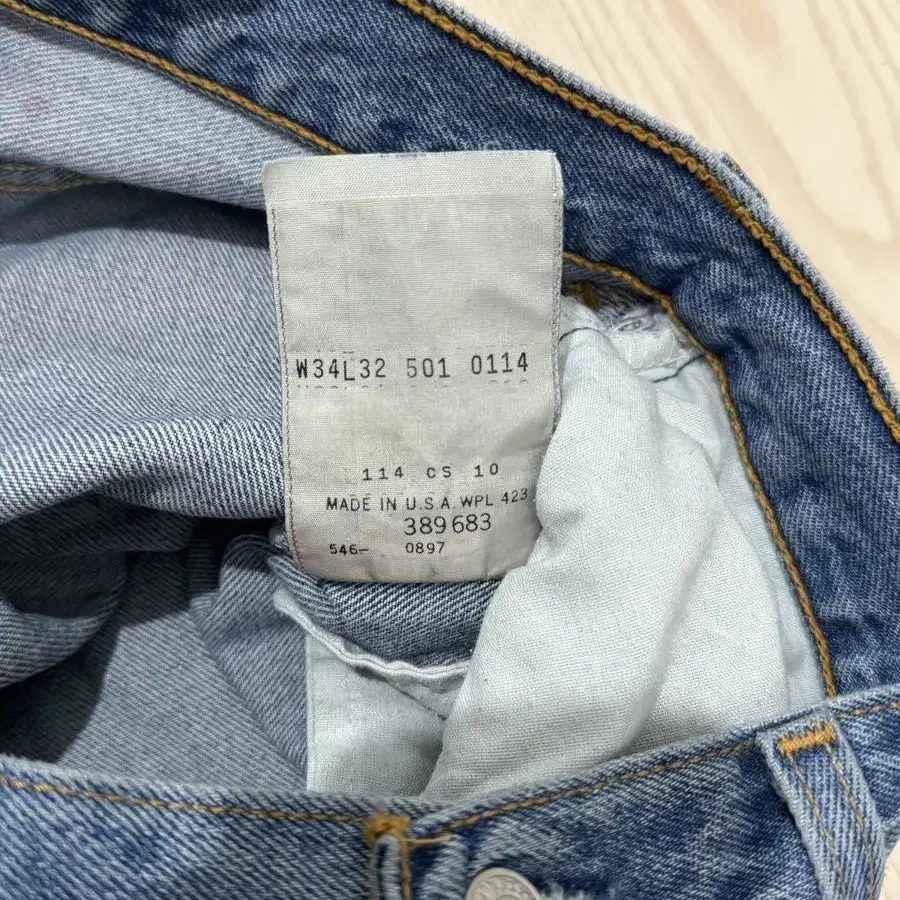 W34L32 501 0114
114 CS 10
MADE IN U.S.A. WPL 423
389683
546- 0897